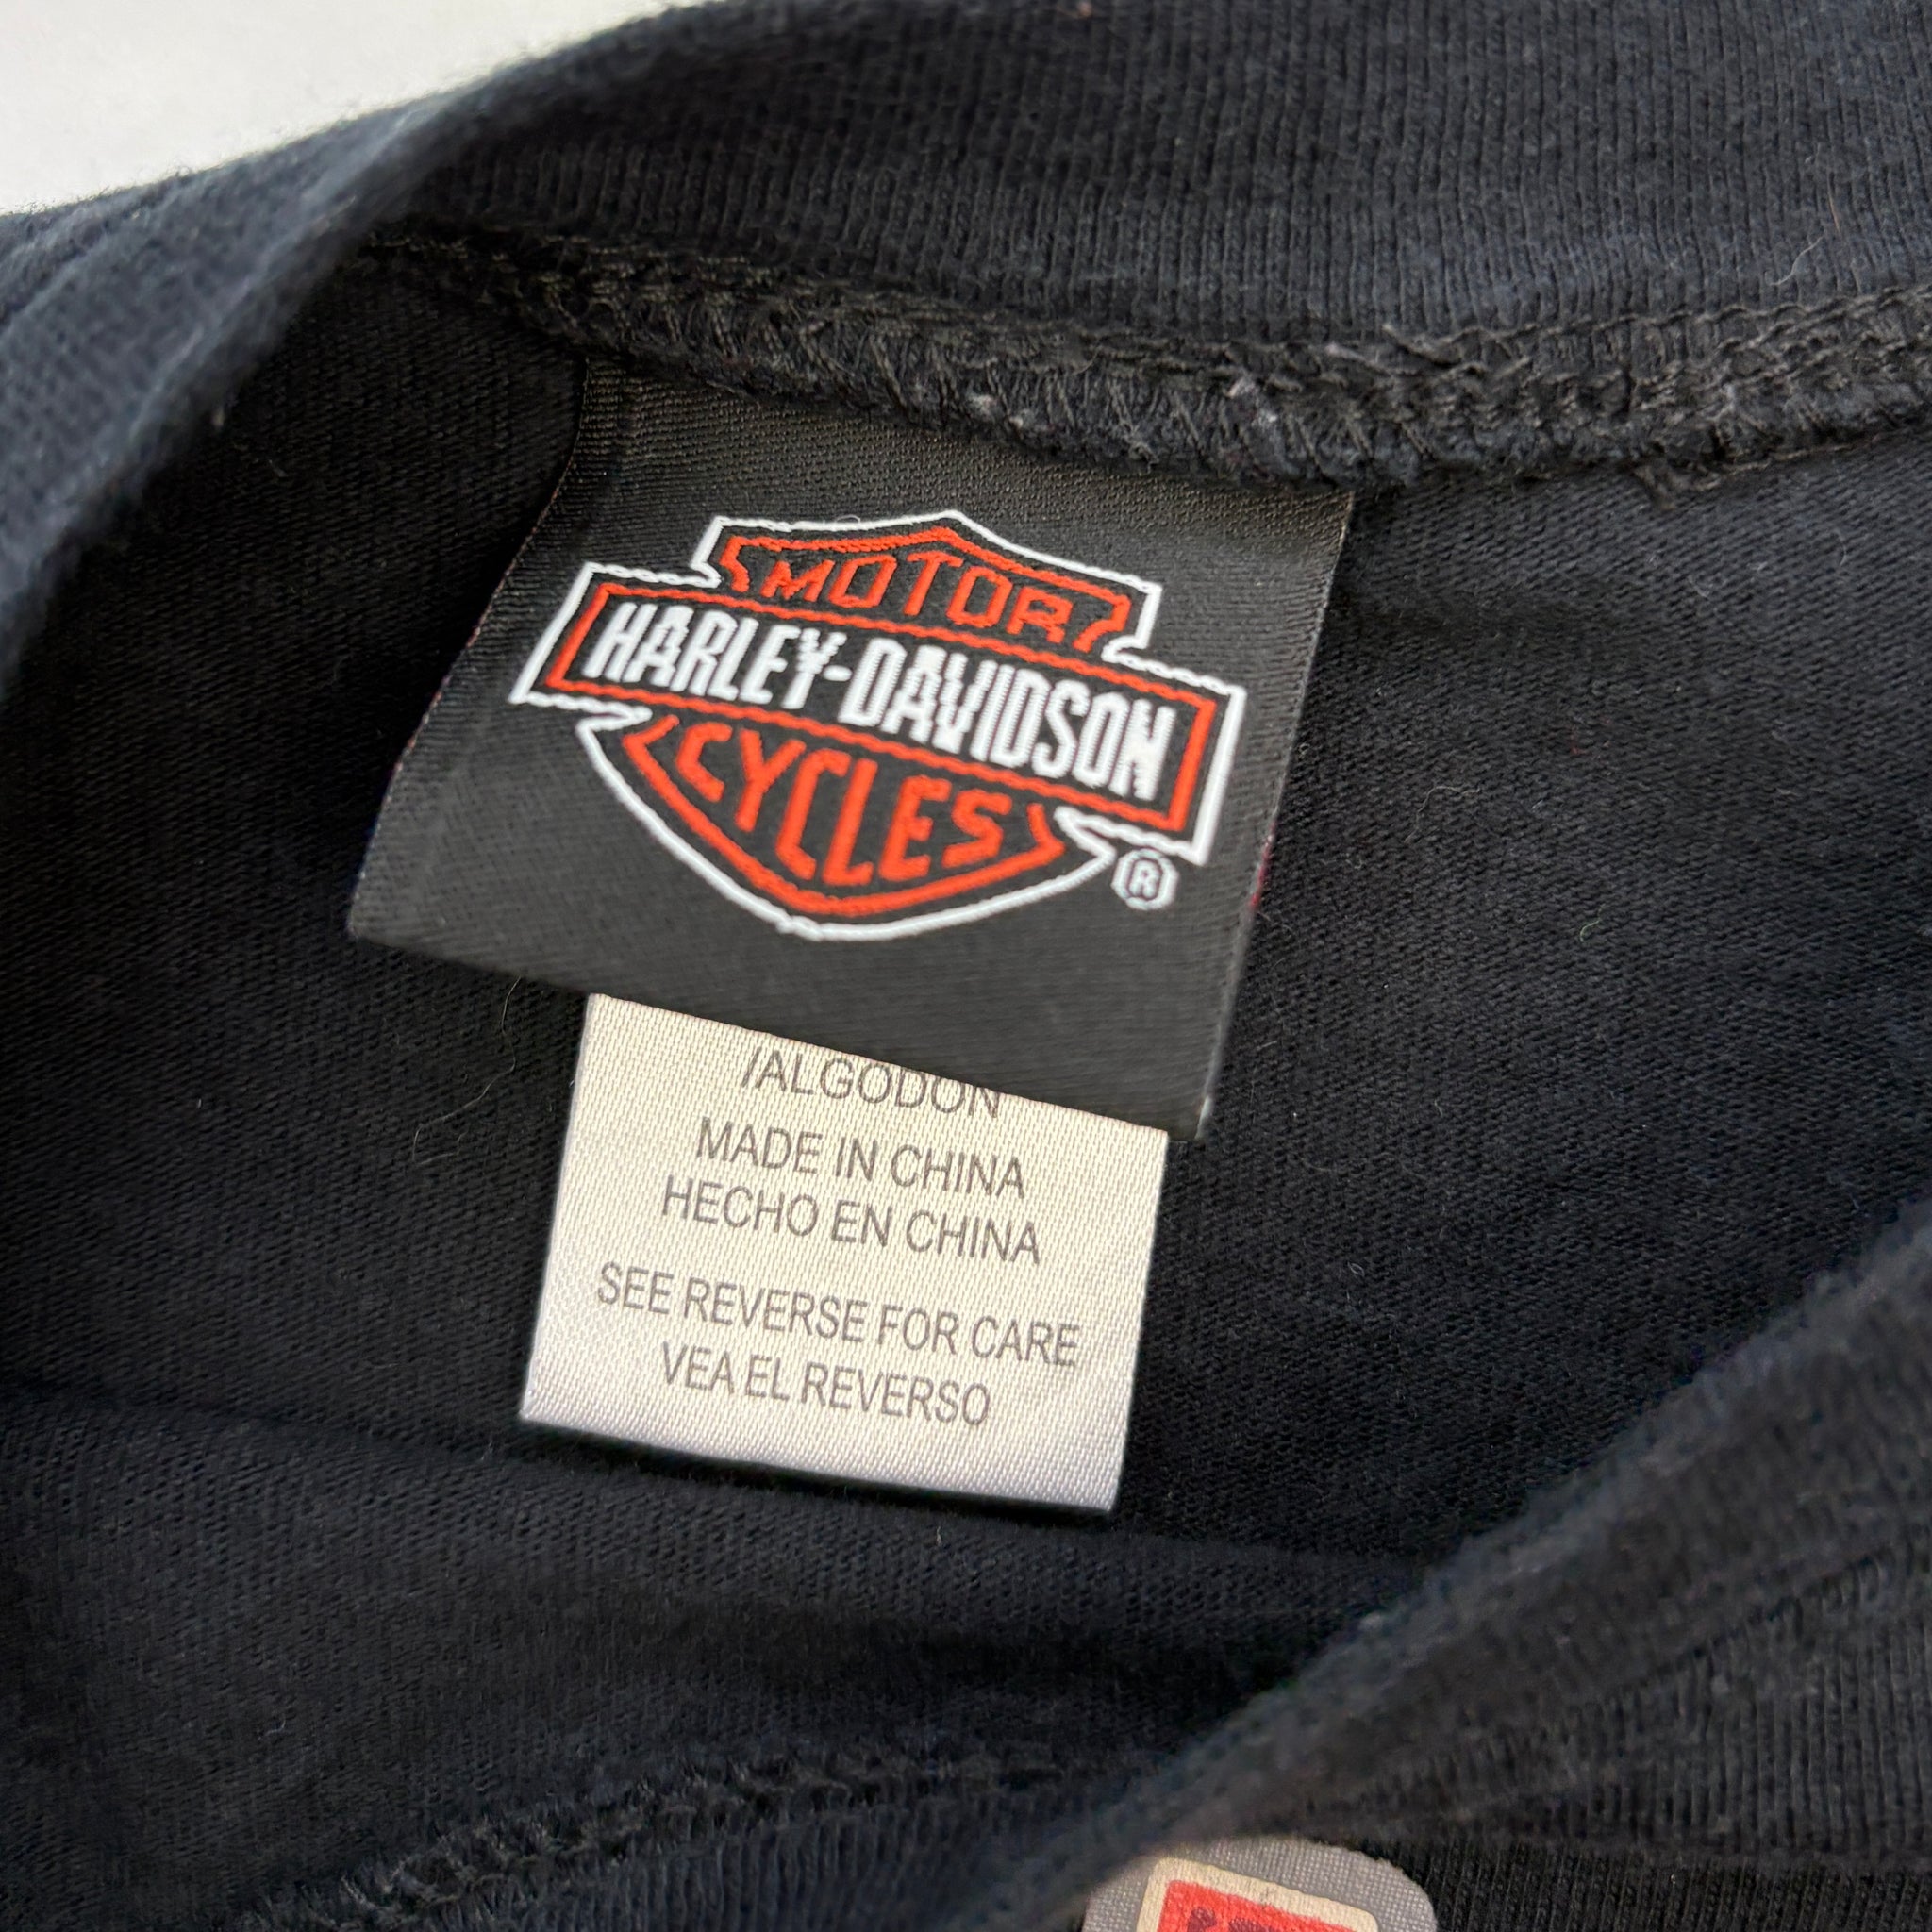 MOTOR
HARLEY-DAVIDSON
CYCLES
®
/ALGODON
MADE IN CHINA
HECHO EN CHINA
SEE REVERSE FOR CARE
VEA EL REVERSO